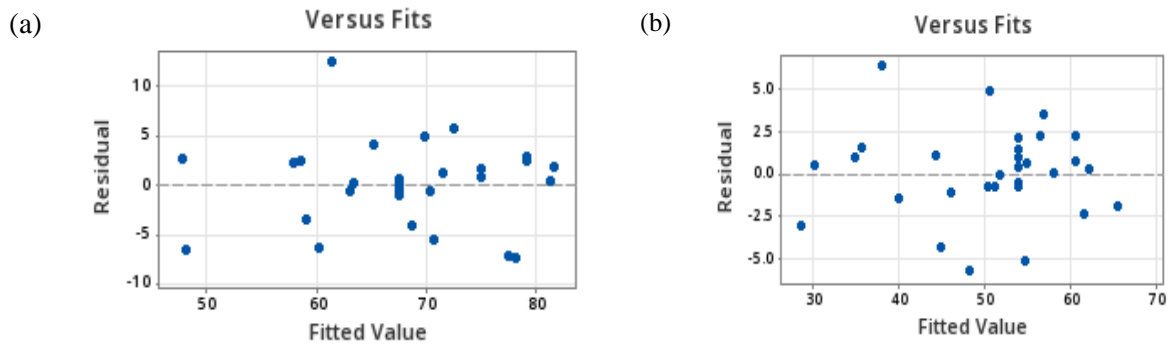 (a)
Versus Fits
10
5
0
-5
-10
50 60 70 80
Residual
Fitted Value
(b)
Versus Fits
5.0
2.5
0.0
-2.5
-5.0
30 40 50 60 70
Residual
Fitted Value